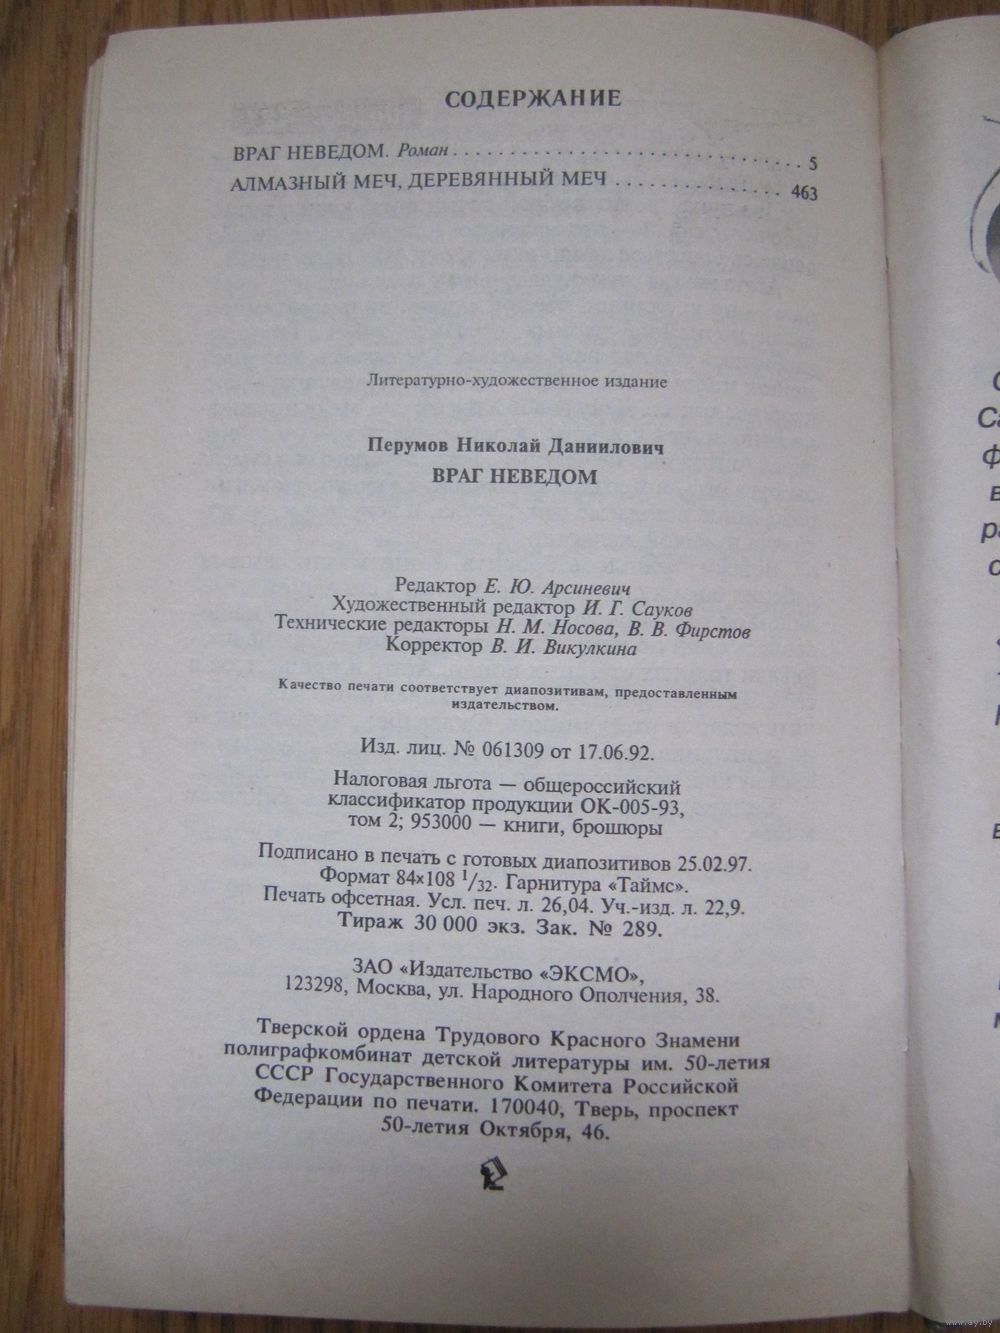 СОДЕРЖАНИЕ
ВРАГ НЕВЕДОМ. Роман . . . . . . . . . . . . . . . . . . . . . . . . . . . . . . 5
АЛМАЗНЫЙ МЕЧ, ДЕРЕВЯННЫЙ МЕЧ . . . . . . . . . . . . . . . 463
Литературно-художественное издание
Перумов Николай Даниилович
ВРАГ НЕВЕДОМ
Редактор Е. Ю. Арсиневич
Художественный редактор И. Г. Сауков
Технические редакторы Н. М. Носова, В. В. Фирстов
Корректор В. И. Викулкина
Качество печати соответствует диапозитивам, предоставленным
издательством.
Изд. лиц. № 061309 от 17.06.92.
Налоговая льгота — общероссийский
классификатор продукции ОК-005-93,
том 2; 953000 — книги, брошюры
Подписано в печать с готовых диапозитивов 25.02.97.
Формат 84×108 1/32. Гарнитура «Таймс».
Печать офсетная. Усл. печ. л. 26,04. Уч.-изд. л. 22,9.
Тираж 30 000 экз. Зак. № 289.
ЗАО «Издательство «ЭКСМО»,
123298, Москва, ул. Народного Ополчения, 38.
Тверской ордена Трудового Красного Знамени
полиграфкомбинат детской литературы им. 50-летия
СССР Государственного Комитета Российской
Федерации по печати. 170040, Тверь, проспект
50-летия Октября, 46.
www.ay.by